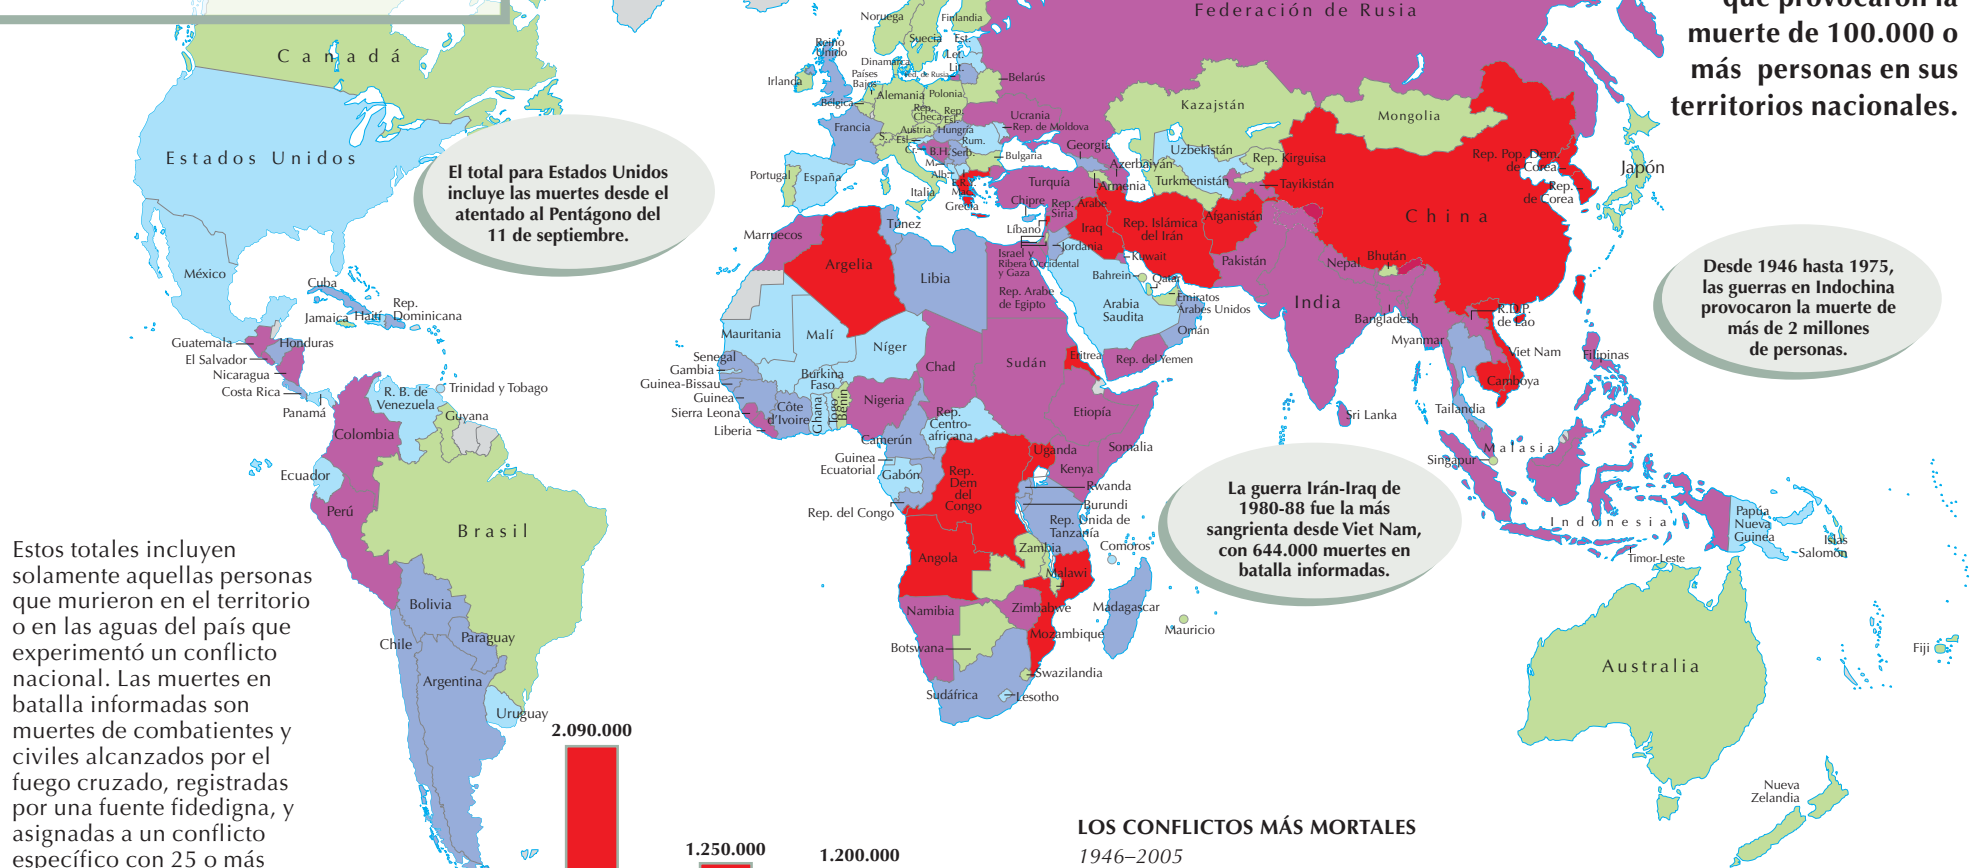 que provocaron la
muerte de 100.000 o
más personas en sus
territorios nacionales.
Canadá
Estados Unidos
El total para Estados Unidos
incluye las muertes desde el
atentado al Pentágono del
11 de septiembre.
México
Cuba
Jamaica
Haití
Rep.
Dominicana
Guatemala
Honduras
El Salvador
Nicaragua
Costa Rica
Panamá
Trinidad y Tobago
R. B. de
Venezuela
Guyana
Colombia
Ecuador
Perú
Brasil
Bolivia
Paraguay
Chile
Argentina
Uruguay
Noruega
Finlandia
Suecia
Est.
Let.
Lit.
Fed. de Rusia
Reino
Unido
Dinamarca
Irlanda
Países
Bajos
Bélgica
Alemania
Polonia
Belarús
Rep.
Checa
Rep.
Esl.
Ucrania
Rep. de Moldova
Francia
S.
Austria
Hungría
Esl.
Cr.
Rum.
B.H.
Serb.
M.
Bulgaria
Alb.
E.R.Y.
Mac.
Portugal
España
Italia
Grecia
Federación de Rusia
Georgia
Azerbaiyán
Armenia
Turquía
Chipre
Rep. Árabe
Siria
Líbano
Israel y
Ribera Occidental
y Gaza
Jordania
Iraq
Rep. Islámica
del Irán
Kuwait
Bahrein
Qatar
Emiratos
Árabes Unidos
Omán
Arabia
Saudita
Rep. del Yemen
Kazajstán
Uzbekistán
Turkmenistán
Rep. Kirguisa
Tayikistán
Afganistán
Pakistán
Mongolia
China
Rep. Pop. Dem.
de Corea
Rep.
de Corea
Japón
India
Nepal
Bhután
Bangladesh
Myanmar
R.D.P.
de Lao
Viet Nam
Camboya
Tailandia
Filipinas
Sri Lanka
Malasia
Singapur
Indonesia
Timor-Leste
Papúa
Nueva
Guinea
Islas
Salomón
Australia
Nueva
Zelandia
Fiji
Desde 1946 hasta 1975,
las guerras en Indochina
provocaron la muerte de
más de 2 millones
de personas.
Marruecos
Argelia
Túnez
Libia
Rep. Arabe
de Egipto
Mauritania
Malí
Níger
Chad
Sudán
Eritrea
Senegal
Gambia
Guinea-Bissau
Guinea
Sierra Leona
Liberia
Burkina
Faso
Côte
d'Ivoire
Ghana
Togo
Benín
Nigeria
Camerún
Rep.
Centro-
africana
Etiopía
Somalia
Guinea
Ecuatorial
Gabón
Rep. del Congo
Rep.
Dem
del
Congo
Uganda
Kenya
Rwanda
Burundi
Rep. Unida de
Tanzanía
Comoros
Angola
Zambia
Malawi
Namibia
Zimbabwe
Mozambique
Madagascar
Mauricio
Botswana
Swazilandia
Sudáfrica
Lesotho
La guerra Irán-Iraq de
1980-88 fue la más
sangrienta desde Viet Nam,
con 644.000 muertes en
batalla informadas.
Estos totales incluyen
solamente aquellas personas
que murieron en el territorio
o en las aguas del país que
experimentó un conflicto
nacional. Las muertes en
batalla informadas son
muertes de combatientes y
civiles alcanzados por el
fuego cruzado, registradas
por una fuente fidedigna, y
asignadas a un conflicto
específico con 25 o más
2.090.000
1.250.000
1.200.000
LOS CONFLICTOS MÁS MORTALES
1946–2005